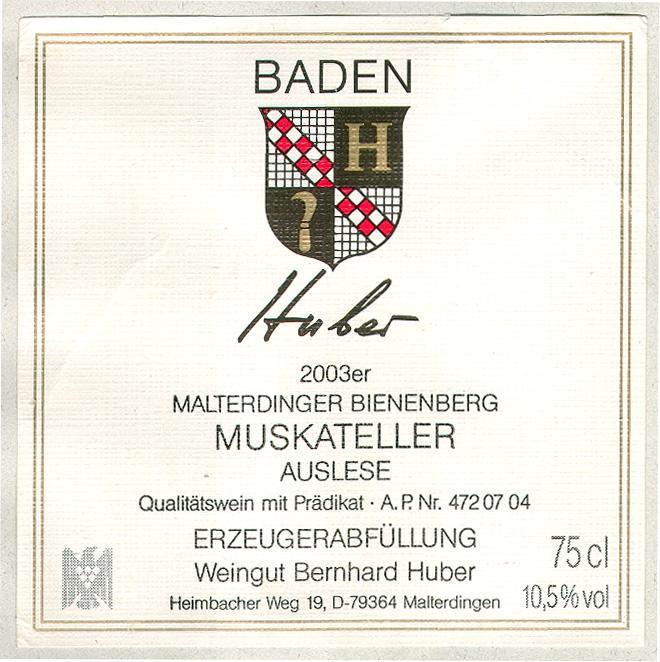 BADEN
H
Huber
2003er
MALTERDINGER BIENENBERG
MUSKATELLER
AUSLESE
Qualitätswein mit Prädikat · A.P. Nr. 472 07 04
ERZEUGERABFÜLLUNG
Weingut Bernhard Huber
Heimbacher Weg 19, D-79364 Malterdingen
75 cl
10,5% vol